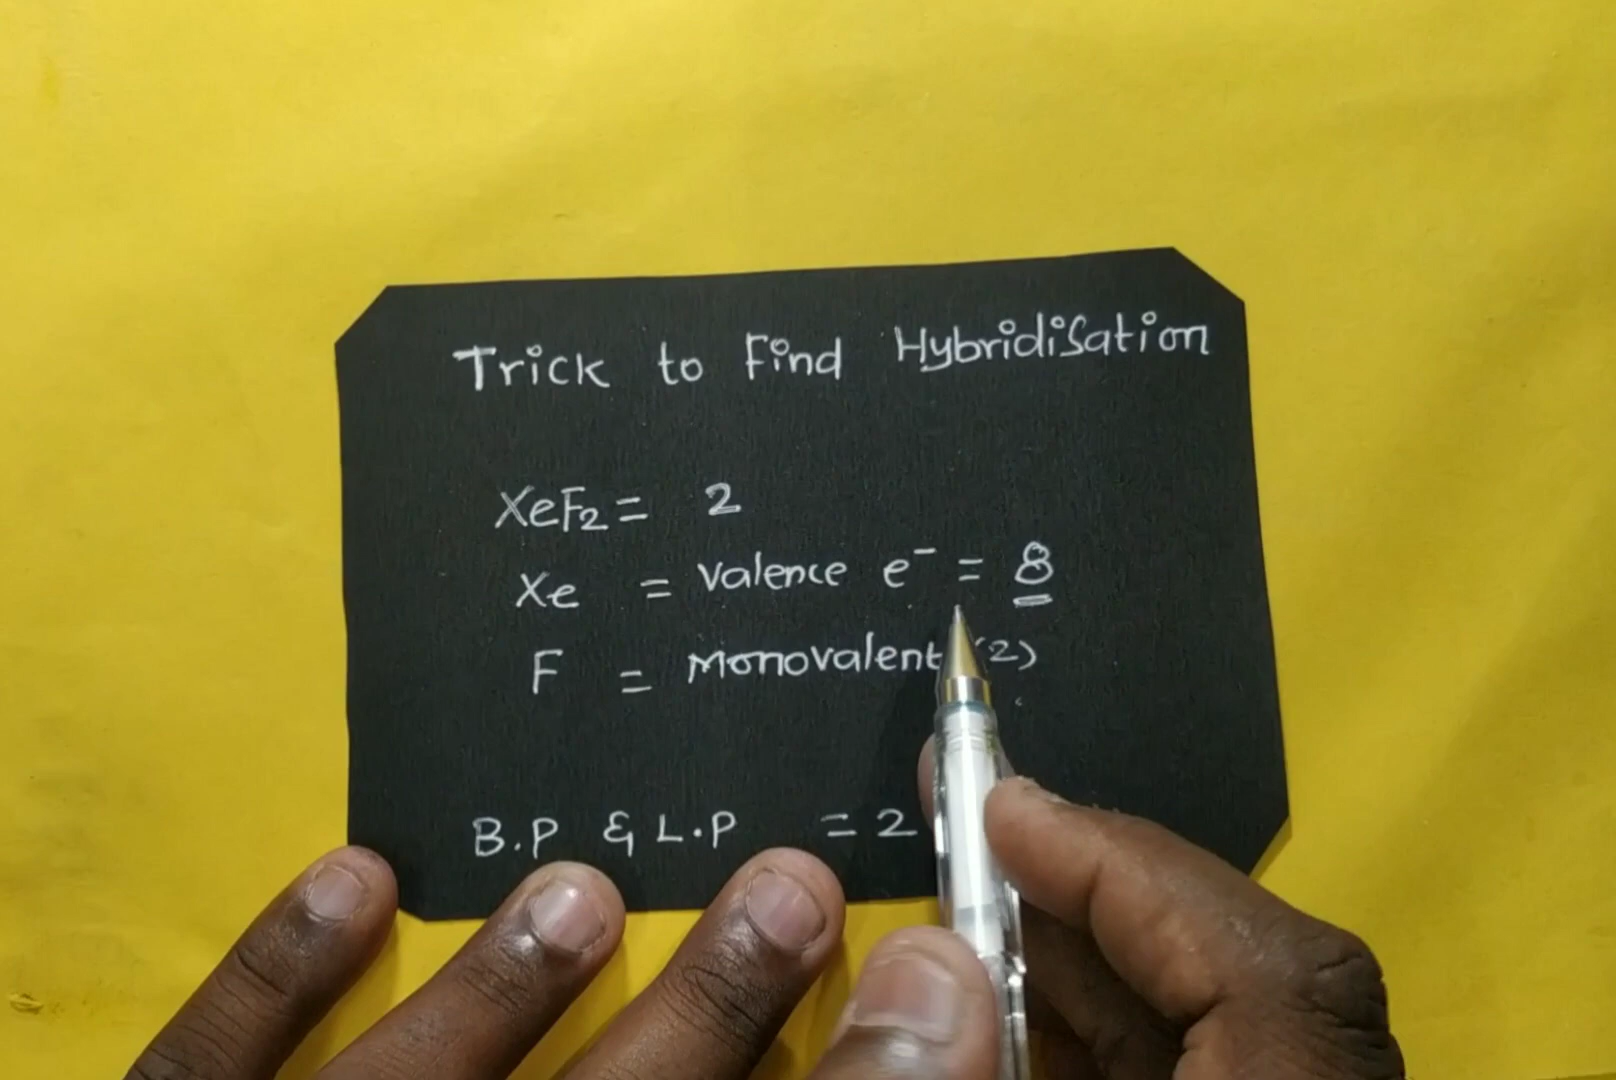 Trick to Find Hybridisation
XeF₂ = 2
Xe = Valence e⁻ = 8
F = Monovalent (2)
B.P & L.P = 2